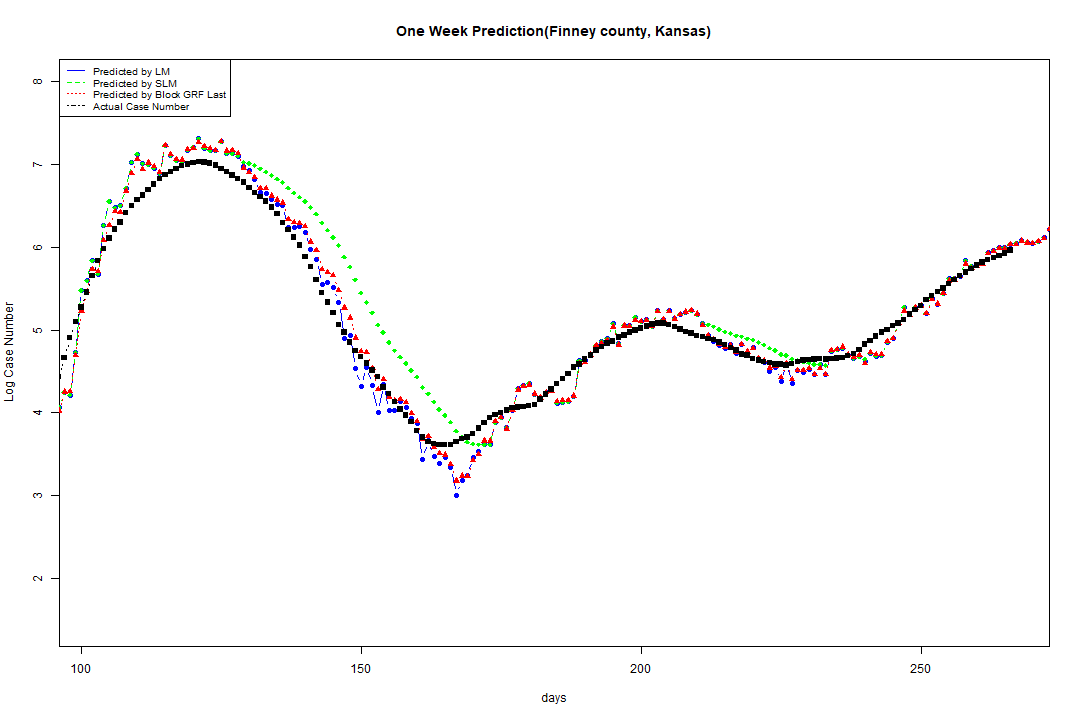 One Week Prediction(Finney county, Kansas)
Predicted by LM
Predicted by SLM
Predicted by Block GRF Last
Actual Case Number
8
7
6
5
4
3
2
Log Case Number
100 150 200 250
days